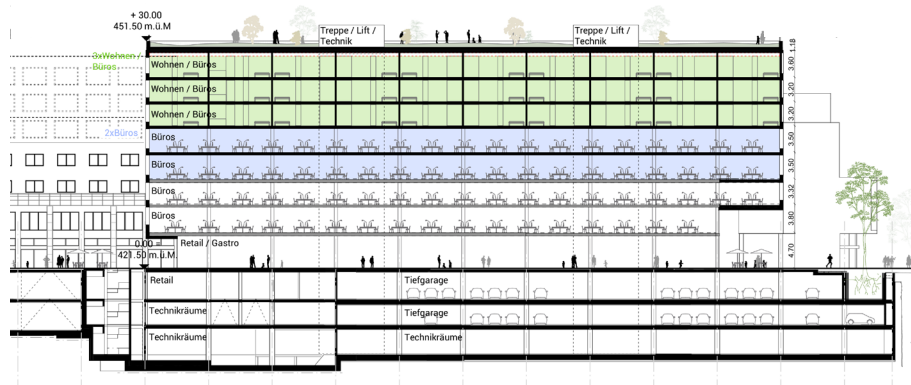 + 30.00
451.50 m.ü.M
Treppe / Lift /
Technik
Treppe / Lift /
Technik
1.18
3xWohnen /
Büros
Wohnen / Büros
3.60
Wohnen / Büros
3.20
Wohnen / Büros
3.20
2xBüros
Büros
3.50
Büros
3.50
Büros
3.32
Büros
3.80
0.00 =
421.50 m.ü.M.
Retail / Gastro
4.70
Retail
Tiefgarage
Technikräume
Tiefgarage
Technikräume
Technikräume